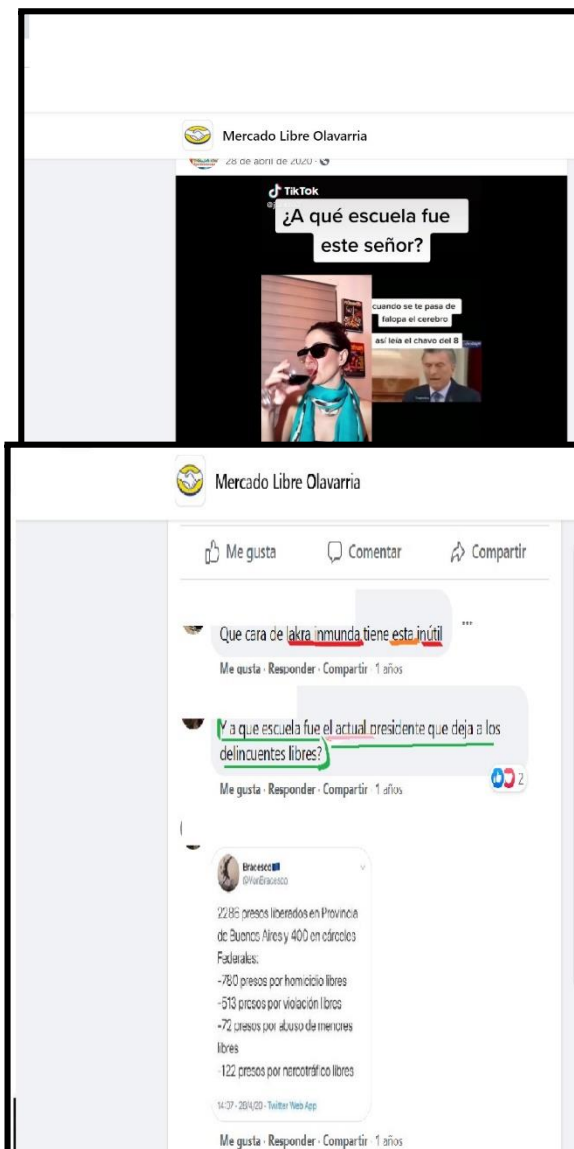 Mercado Libre Olavarria
28 de abril de 2020
TikTok
¿A qué escuela fue
este señor?
cuando se te pasa de
falopa el cerebro
así leía el chavo del 8
Mercado Libre Olavarria
Me gusta Comentar Compartir
Que cara de lakra inmunda tiene esta inútil
...
Me gusta · Responder · Compartir · 1 años
Y a que escuela fue el actual presidente que deja a los
delincuentes libres?
2
Me gusta · Responder · Compartir · 1 años
Bracesco
@VonBracesco
2286 presos liberados en Provincia
de Buenos Aires y 400 en cárceles
Federales:
-780 presos por homicidio libres
-613 presos por violación libres
-72 presos por abuso de menores
libres
-122 presos por narcotráfico libres
14:37 · 28/4/20 · Twitter Web App
Me gusta · Responder · Compartir · 1 años